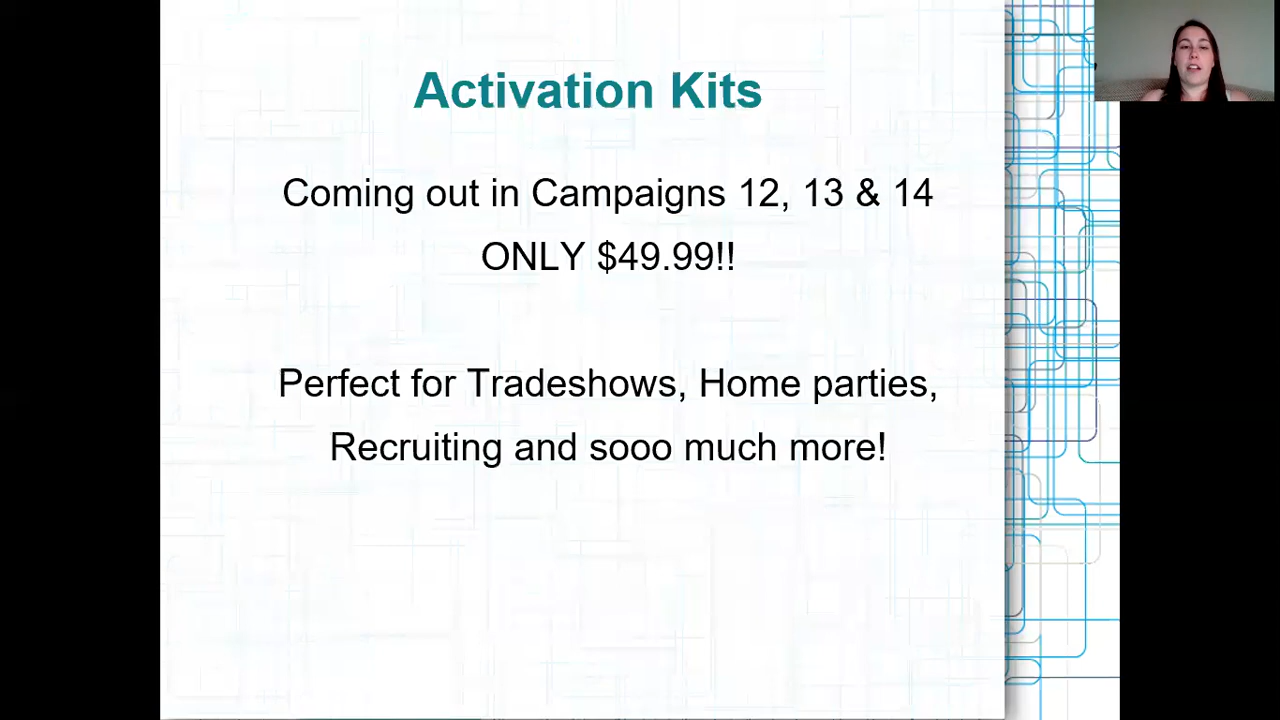 Activation Kits
Coming out in Campaigns 12, 13 & 14
ONLY $49.99!!
Perfect for Tradeshows, Home parties,
Recruiting and sooo much more!